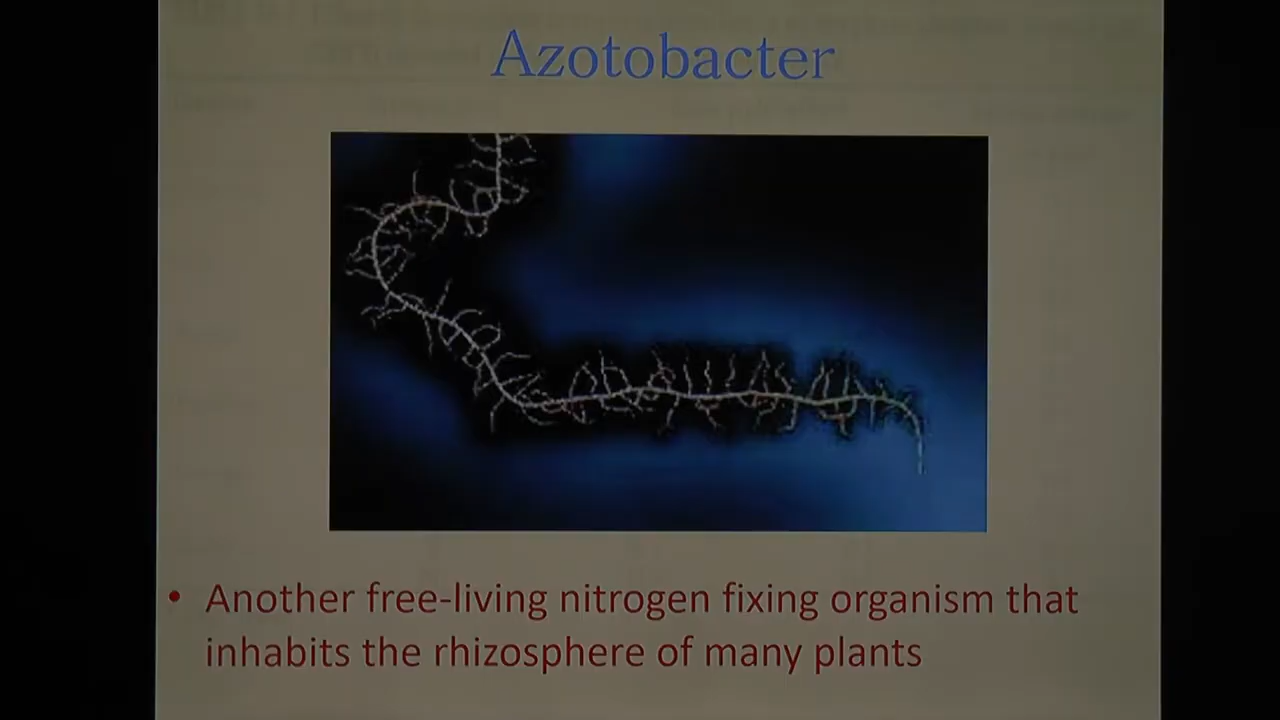 Azotobacter
• Another free-living nitrogen fixing organism that
inhabits the rhizosphere of many plants